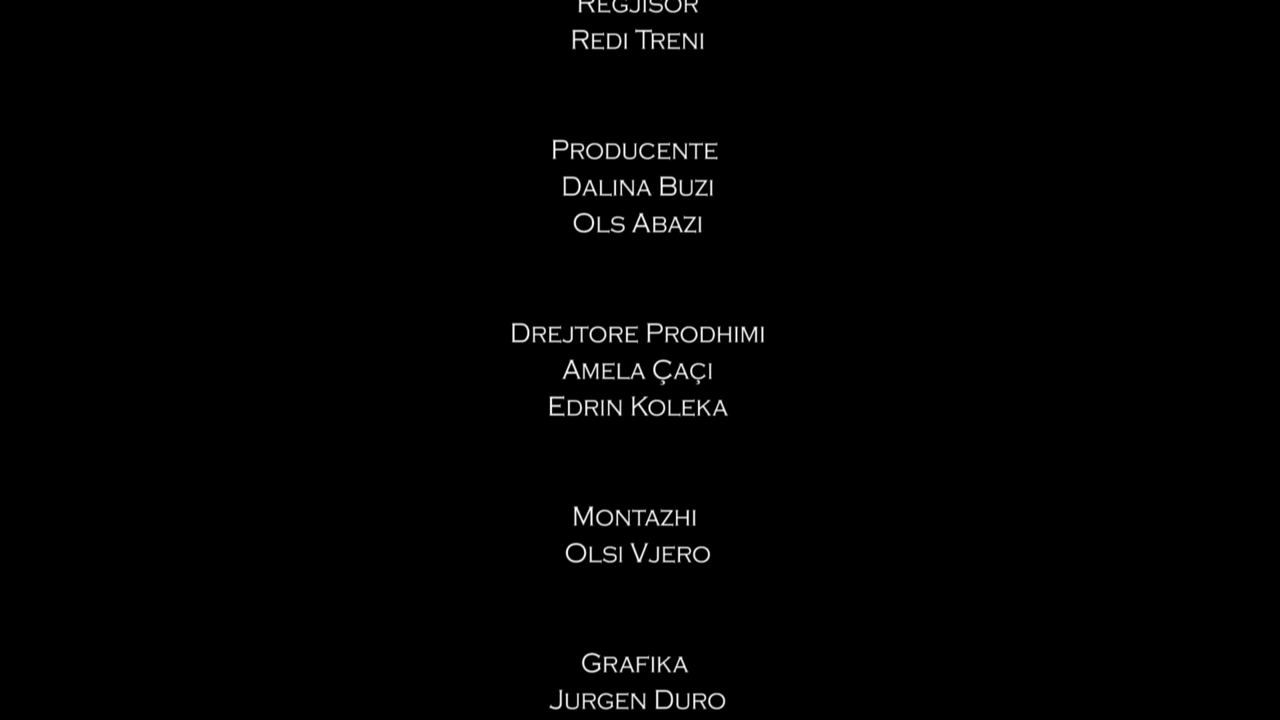 REGJISOR
REDI TRENI
PRODUCENTE
DALINA BUZI
OLS ABAZI
DREJTORE PRODHIMI
AMELA ÇAÇI
EDRIN KOLEKA
MONTAZHI
OLSI VJERO
GRAFIKA
JURGEN DURO